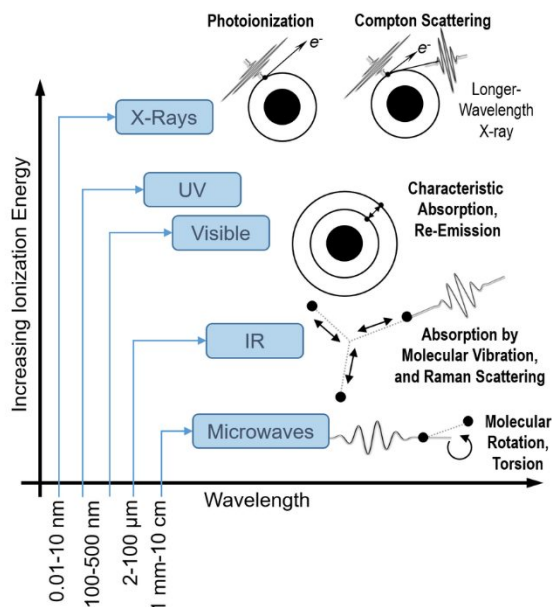 Photoionization
Compton Scattering
e-
e-
Longer-
Wavelength
X-ray
X-Rays
UV
Visible
Characteristic
Absorption,
Re-Emission
IR
Absorption by
Molecular Vibration,
and Raman Scattering
Microwaves
Molecular
Rotation,
Torsion
Increasing Ionization Energy
Wavelength
0.01-10 nm
100-500 nm
2-100 µm
1 mm-10 cm